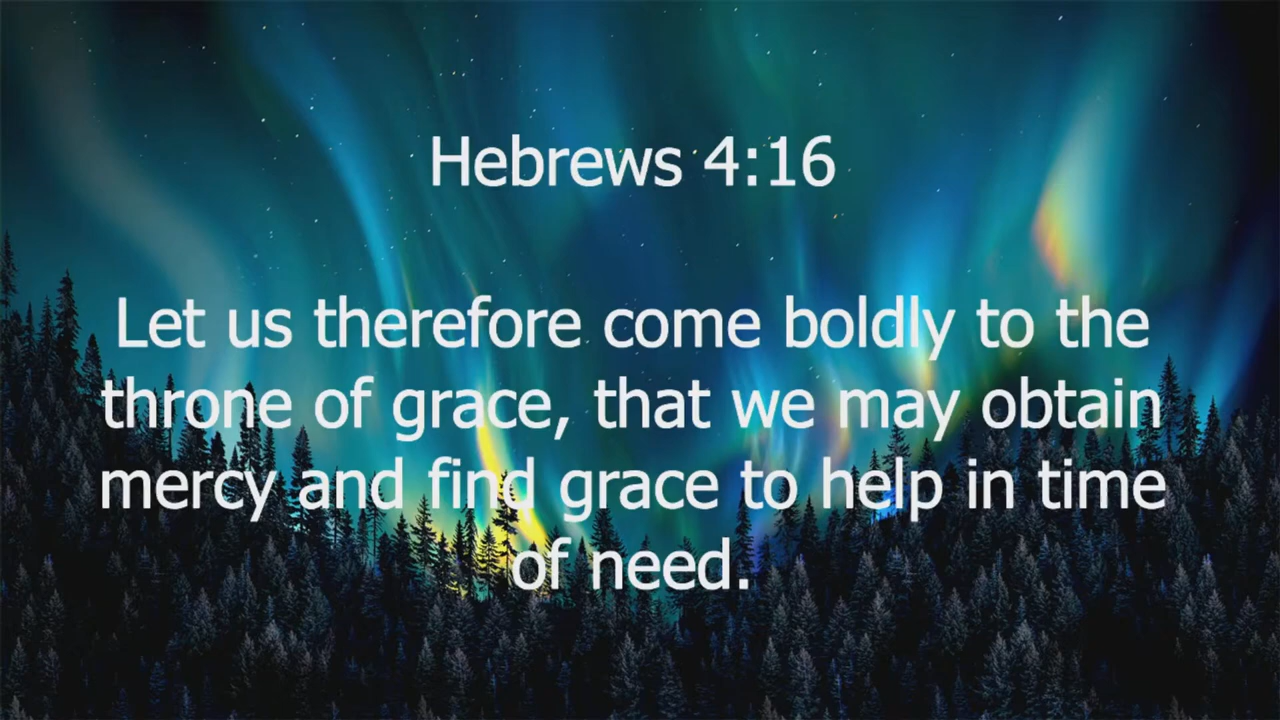 Hebrews 4:16
Let us therefore come boldly to the
throne of grace, that we may obtain
mercy and find grace to help in time
of need.